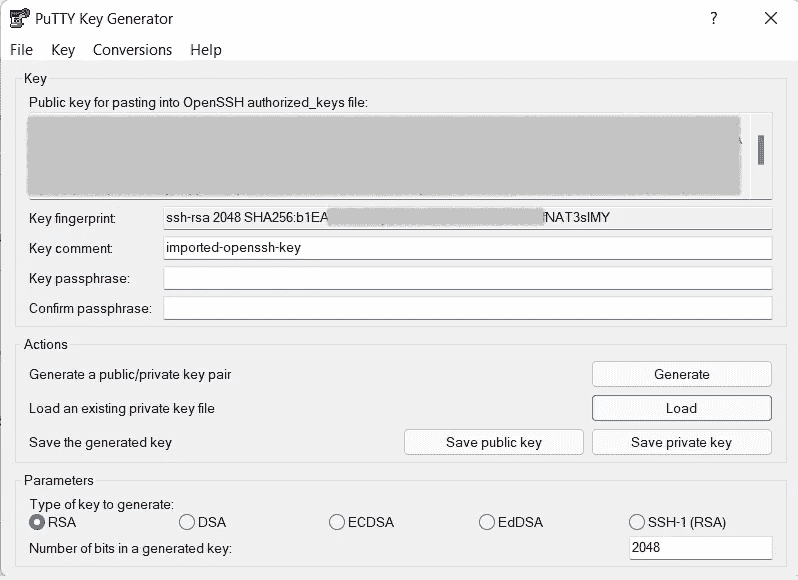 PuTTY Key Generator ?
File Key Conversions Help
Key
Public key for pasting into OpenSSH authorized_keys file:
Key fingerprint: ssh-rsa 2048 SHA256:b1EA fNAT3slMY
Key comment: imported-openssh-key
Key passphrase:
Confirm passphrase:
Actions
Generate a public/private key pair Generate
Load an existing private key file Load
Save the generated key Save public key Save private key
Parameters
Type of key to generate:
RSA DSA ECDSA EdDSA SSH-1 (RSA)
Number of bits in a generated key: 2048